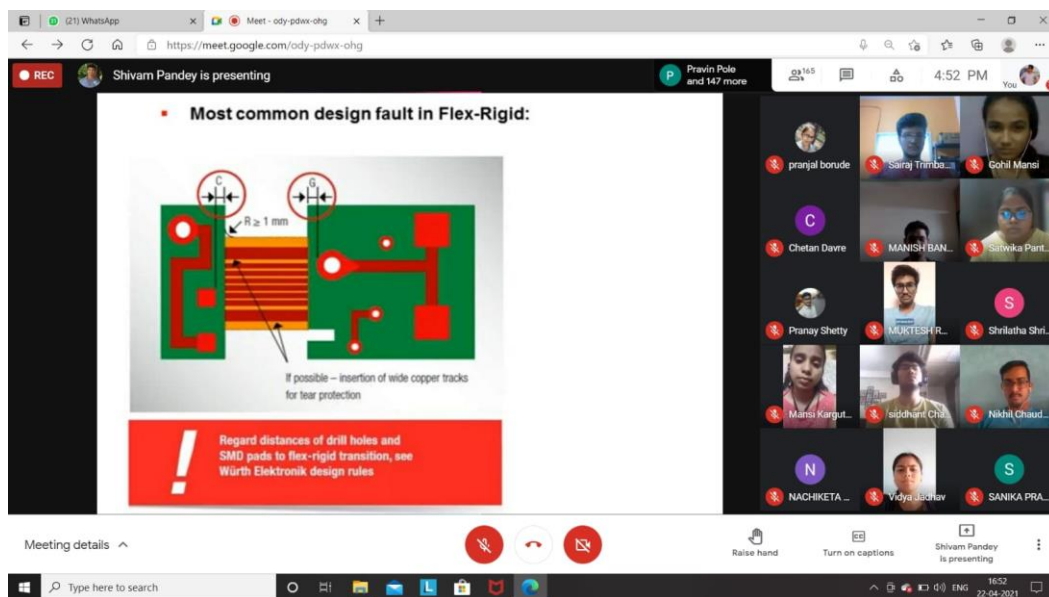 (21) WhatsApp
Meet - ody-pdwx-ohg
https://meet.google.com/ody-pdwx-ohg
REC
Shivam Pandey is presenting
P
Pravin Pole
and 147 more
165
4:52 PM
You
Most common design fault in Flex-Rigid:
C
G
R ≥ 1 mm
If possible – insertion of wide copper tracks
for tear protection
!
Regard distances of drill holes and
SMD pads to flex-rigid transition, see
Würth Elektronik design rules
pranjal borude
Sairaj Trimba...
Gohil Mansi
C
Chetan Davre
MANISH BAN...
Satwika Pant...
Pranay Shetty
MUKTESH R...
S
Shrilatha Shri...
Mansi Kargut...
siddhant Cha...
Nikhil Chaud...
N
NACHIKETA ...
Vidya Jadhav
S
SANIKA PRA...
Meeting details
Raise hand
CC
Turn on captions
Shivam Pandey
is presenting
Type here to search
L
ENG
16:52
22-04-2021